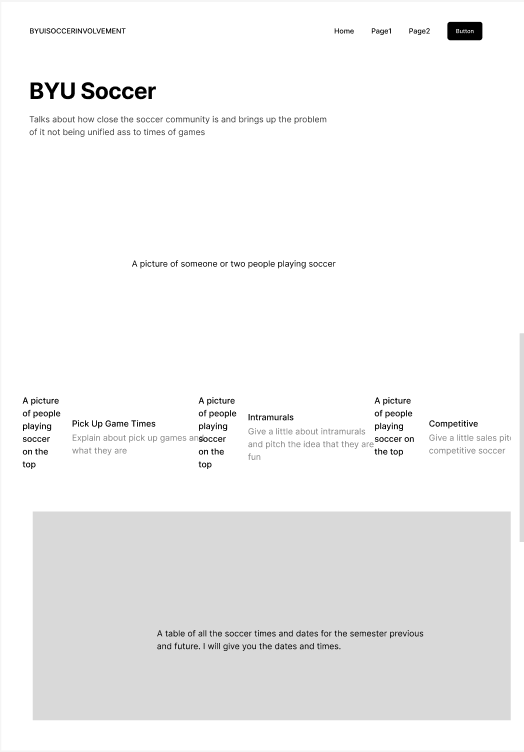 BYUISOCCERINVOLVEMENT
Home Page1 Page2 Button
BYU Soccer
Talks about how close the soccer community is and brings up the problem
of it not being unified ass to times of games
A picture of someone or two people playing soccer
A picture
of people
playing
soccer
on the
top
Pick Up Game Times
Explain about pick up games and
what they are
A picture
of people
playing
soccer
on the
top
Intramurals
Give a little about intramurals
and pitch the idea that they are
fun
A picture
of people
playing
soccer on
the top
Competitive
Give a little sales
competitive soccer
A table of all the soccer times and dates for the semester previous
and future. I will give you the dates and times.